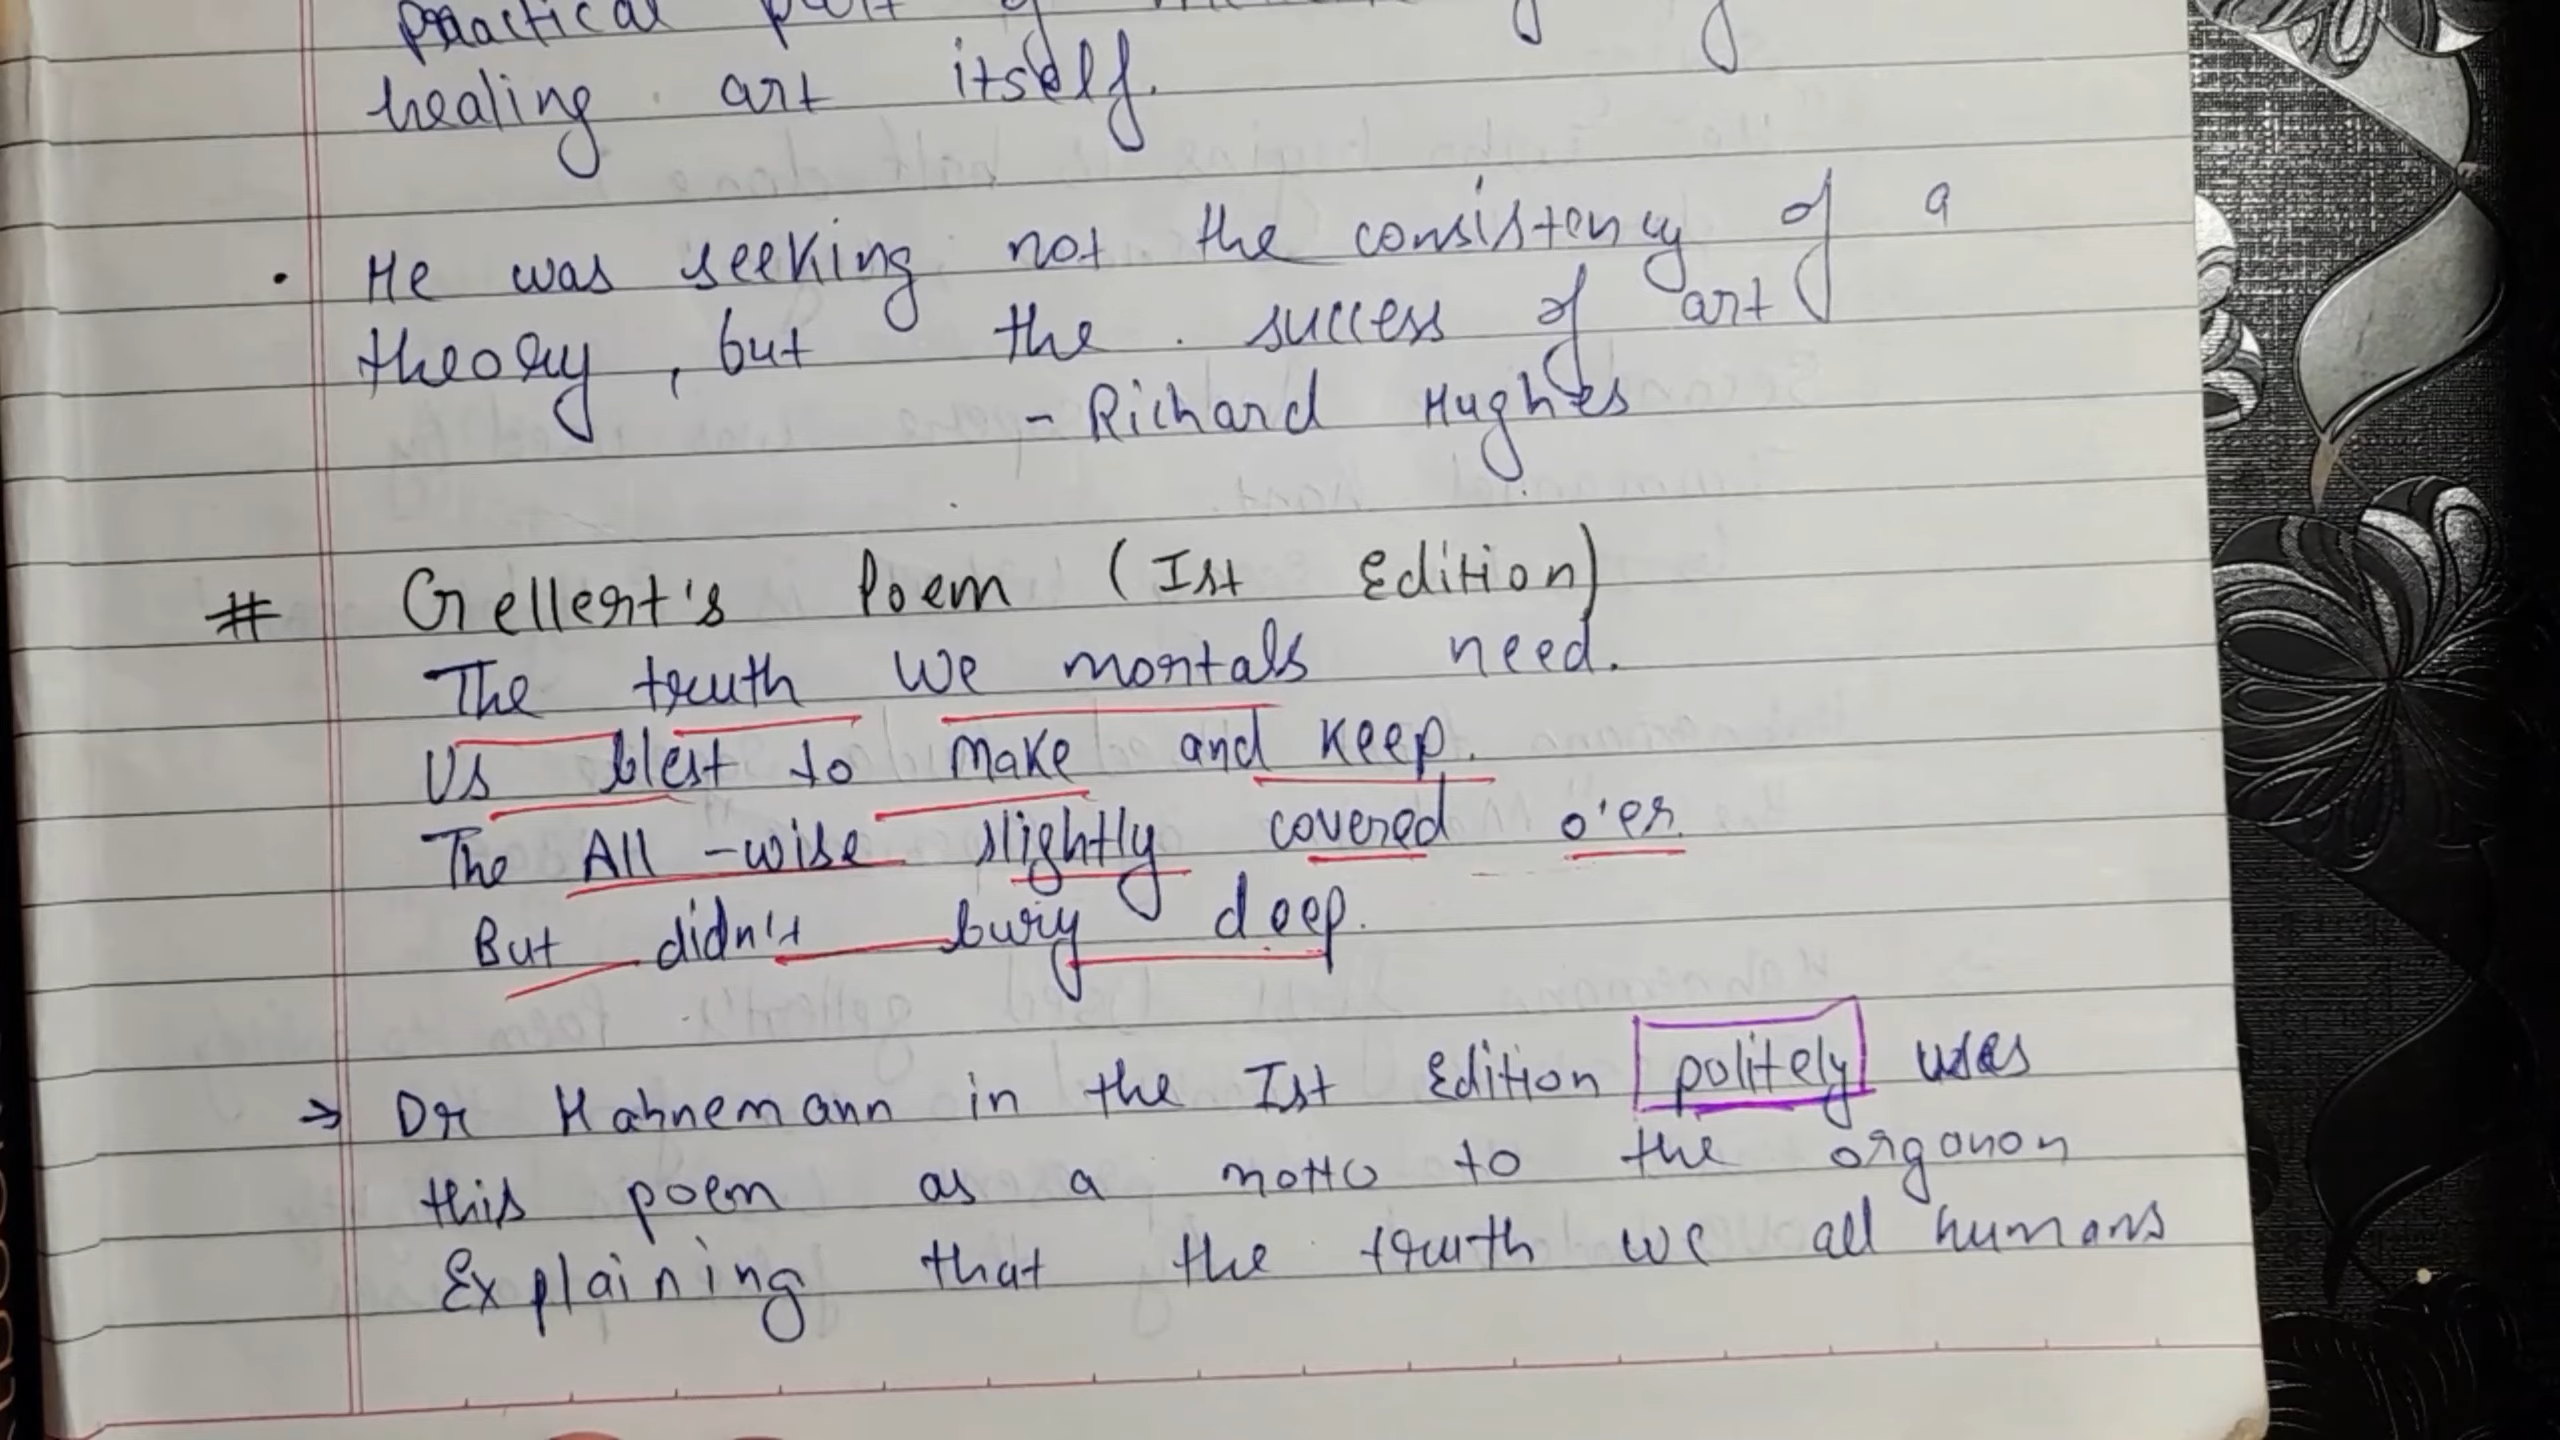 practical part of
healing art itself.
• He was seeking not the consistency of a
theory, but the success of art
- Richard Hughes
# Gellert's Poem (Ist Edition)
The truth we mortals need.
Us blest to make and keep.
The All-wise slightly covered o'er.
But didn't bury deep.
→ Dr Hahnemann in the Ist Edition politely uses
this poem as a motto to the organon
Explaining that the truth we all humans